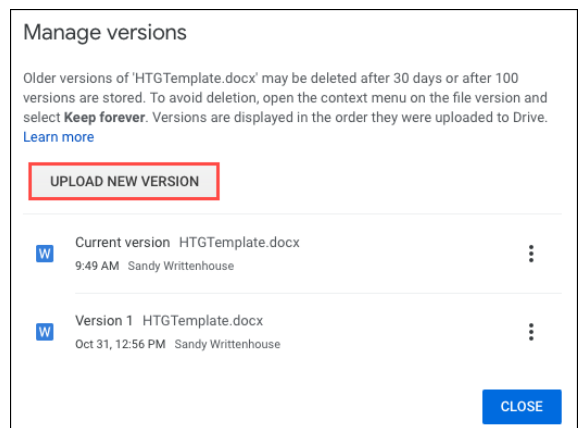 Manage versions
Older versions of 'HTGTemplate.docx' may be deleted after 30 days or after 100
versions are stored. To avoid deletion, open the context menu on the file version and
select Keep forever. Versions are displayed in the order they were uploaded to Drive.
Learn more
UPLOAD NEW VERSION
W
Current version HTGTemplate.docx
9:49 AM Sandy Writtenhouse
W
Version 1 HTGTemplate.docx
Oct 31, 12:56 PM Sandy Writtenhouse
CLOSE